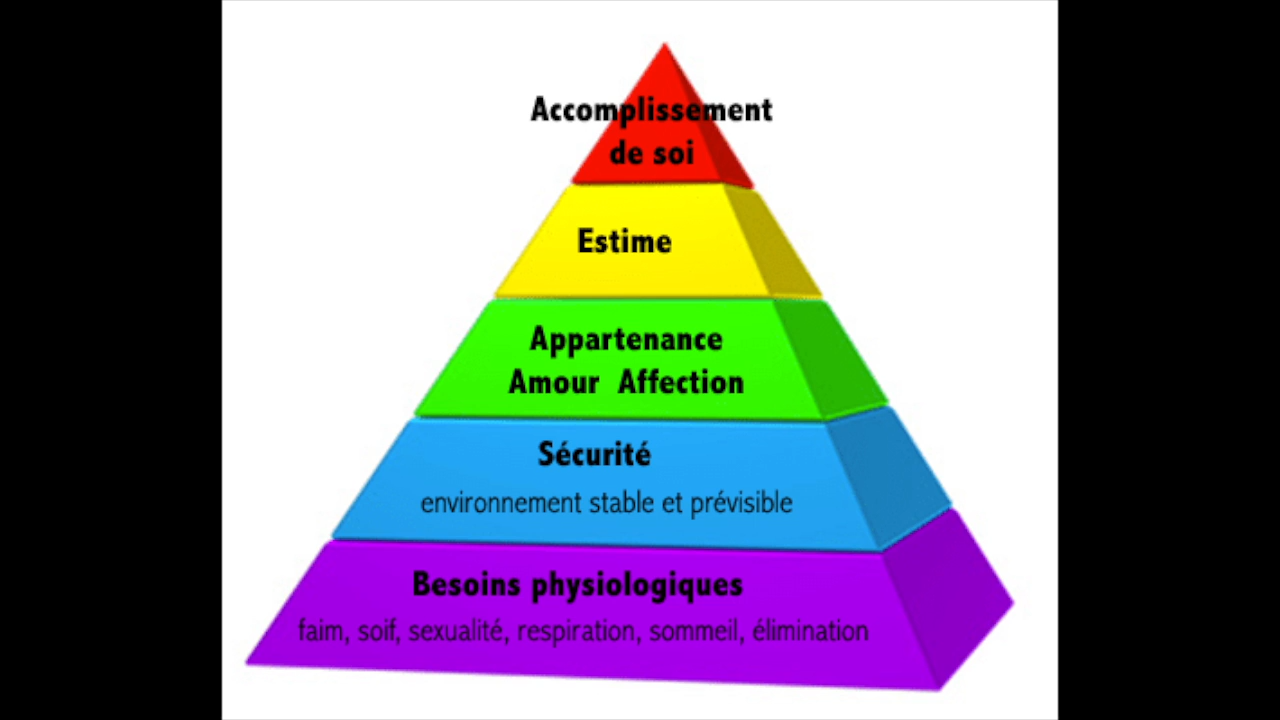 Accomplissement
de soi
Estime
Appartenance
Amour Affection
Sécurité
environnement stable et prévisible
Besoins physiologiques
faim, soif, sexualité, respiration, sommeil, élimination